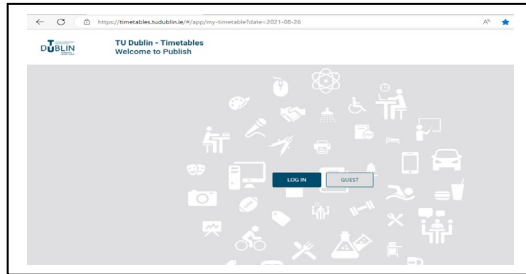 https://timetables.tudublin.ie/#/app/my-timetable?date=2021-08-26
TU Dublin - Timetables
Welcome to Publish
DUBLIN
LOG IN
GUEST